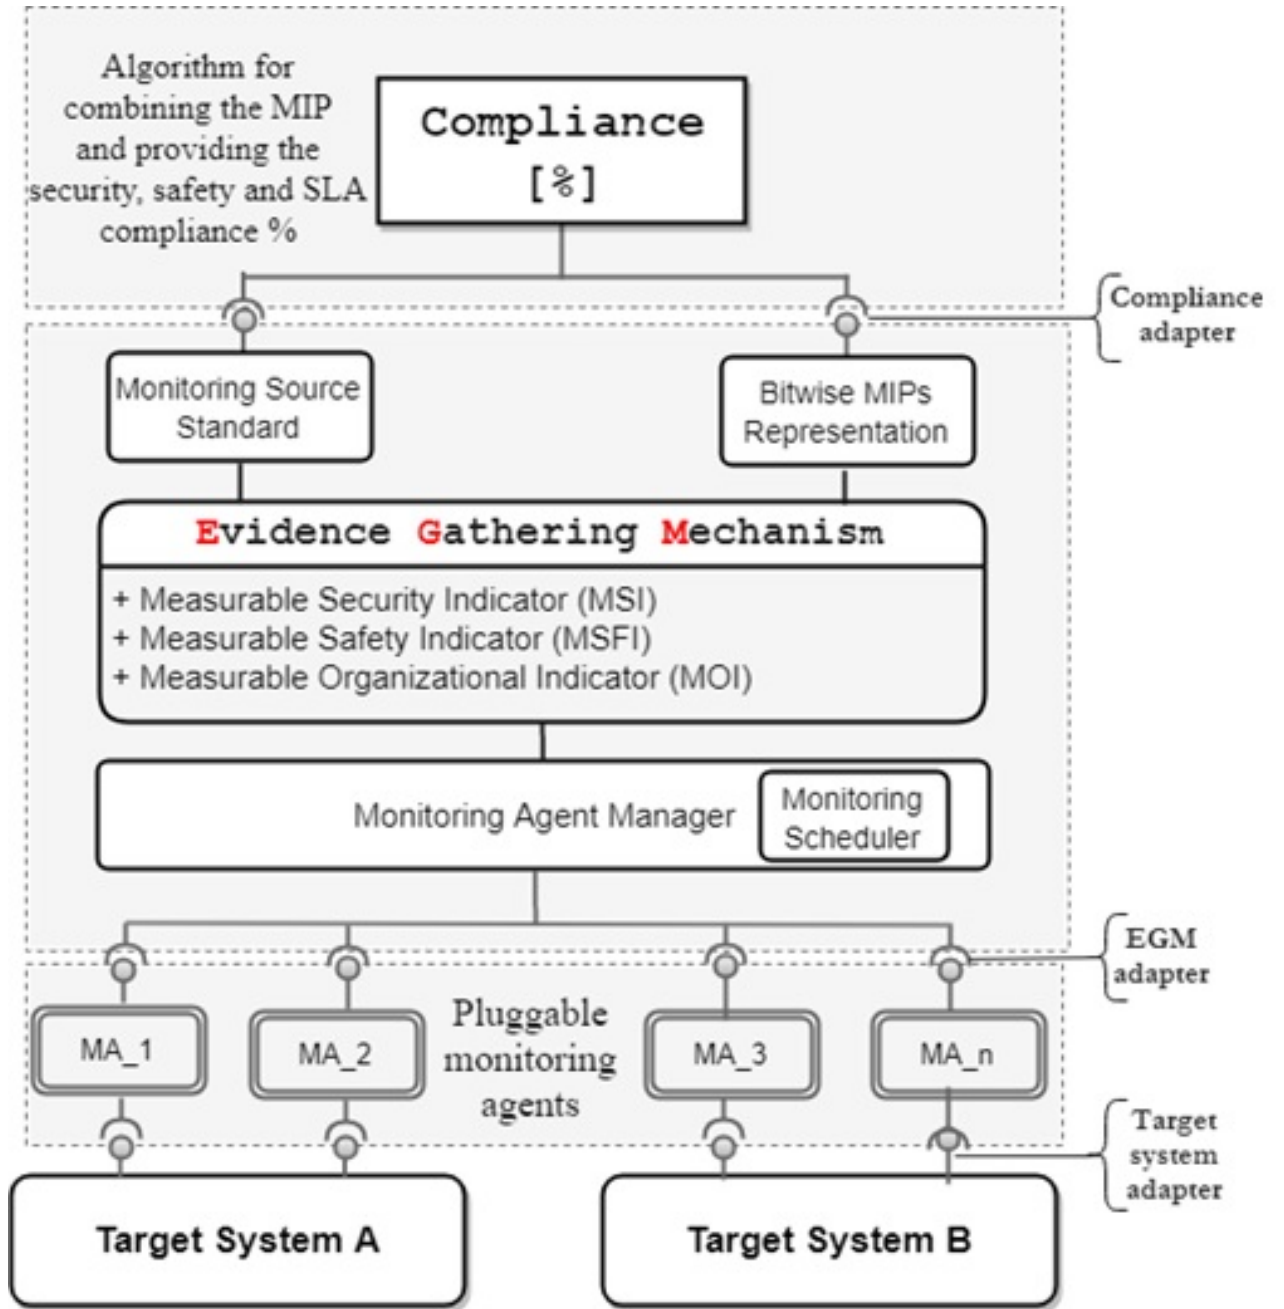 Algorithm for
combining the MIP
and providing the
security, safety and SLA
compliance %
Compliance
[%]
Compliance
adapter
Monitoring Source
Standard
Bitwise MIPs
Representation
Evidence Gathering Mechanism
+ Measurable Security Indicator (MSI)
+ Measurable Safety Indicator (MSFI)
+ Measurable Organizational Indicator (MOI)
Monitoring Agent Manager
Monitoring
Scheduler
EGM
adapter
MA_1
MA_2
Pluggable
monitoring
agents
MA_3
MA_n
Target
system
adapter
Target System A
Target System B